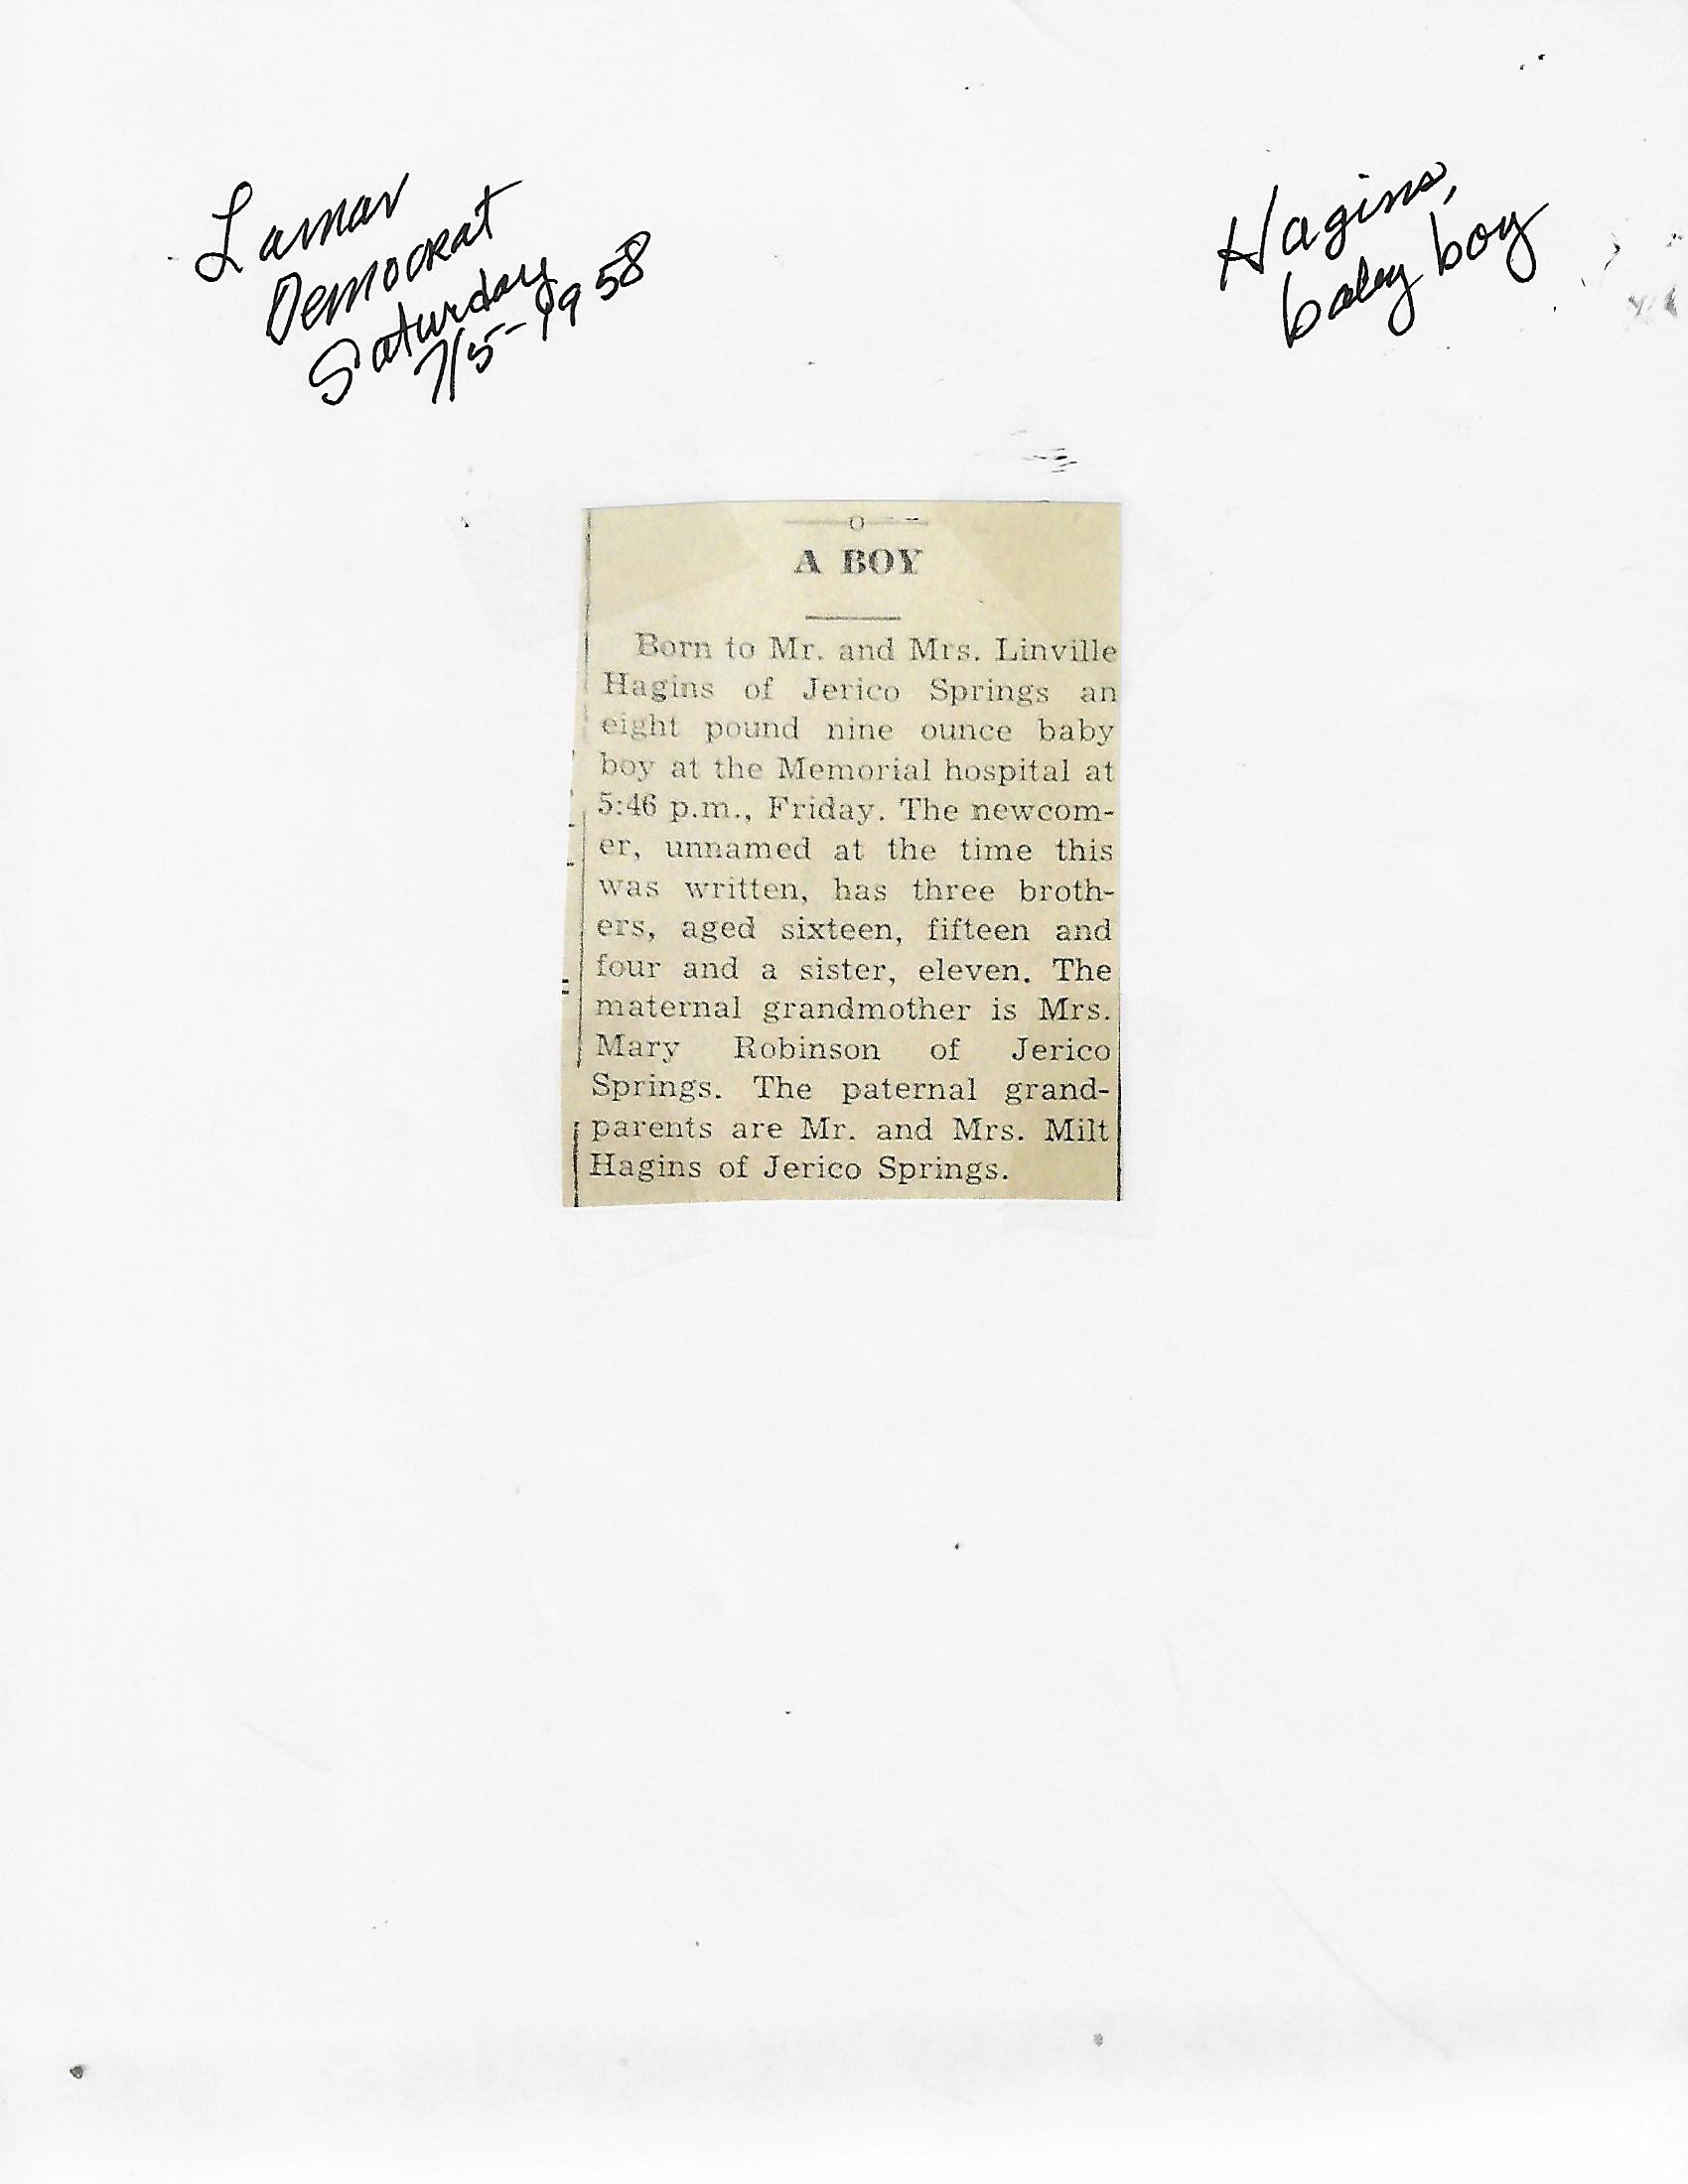 Lamar
Democrat
Saturday
7/5-1958
Hagins,
baby boy
A BOY
Born to Mr. and Mrs. Linville
Hagins of Jerico Springs an
eight pound nine ounce baby
boy at the Memorial hospital at
5:46 p.m., Friday. The newcom-
er, unnamed at the time this
was written, has three broth-
ers, aged sixteen, fifteen and
four and a sister, eleven. The
maternal grandmother is Mrs.
Mary Robinson of Jerico
Springs. The paternal grand-
parents are Mr. and Mrs. Milt
Hagins of Jerico Springs.